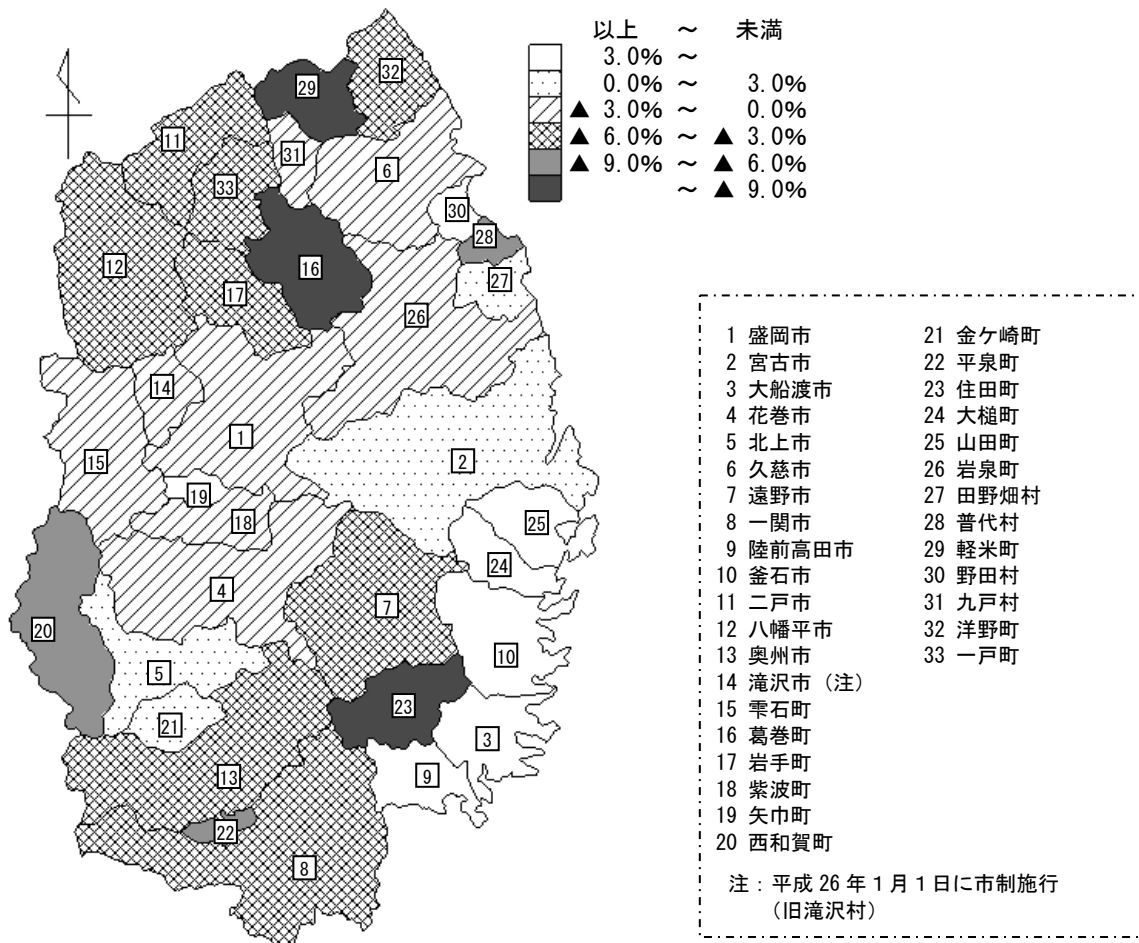 以上 ～ 未満
3.0% ～
0.0% ～ 3.0%
▲ 3.0% ～ 0.0%
▲ 6.0% ～ ▲ 3.0%
▲ 9.0% ～ ▲ 6.0%
～ ▲ 9.0%
32
29
11
31
6
33
30
28
12
16
27
17
26
14
1
15
2
19
18
25
24
4
7
20
10
5
23
21
3
13
9
22
8
1 盛岡市
2 宮古市
3 大船渡市
4 花巻市
5 北上市
6 久慈市
7 遠野市
8 一関市
9 陸前高田市
10 釜石市
11 二戸市
12 八幡平市
13 奥州市
14 滝沢市（注）
15 雫石町
16 葛巻町
17 岩手町
18 紫波町
19 矢巾町
20 西和賀町
21 金ケ崎町
22 平泉町
23 住田町
24 大槌町
25 山田町
26 岩泉町
27 田野畑村
28 普代村
29 軽米町
30 野田村
31 九戸村
32 洋野町
33 一戸町
注：平成 26 年 1 月 1 日に市制施行
（旧滝沢村）